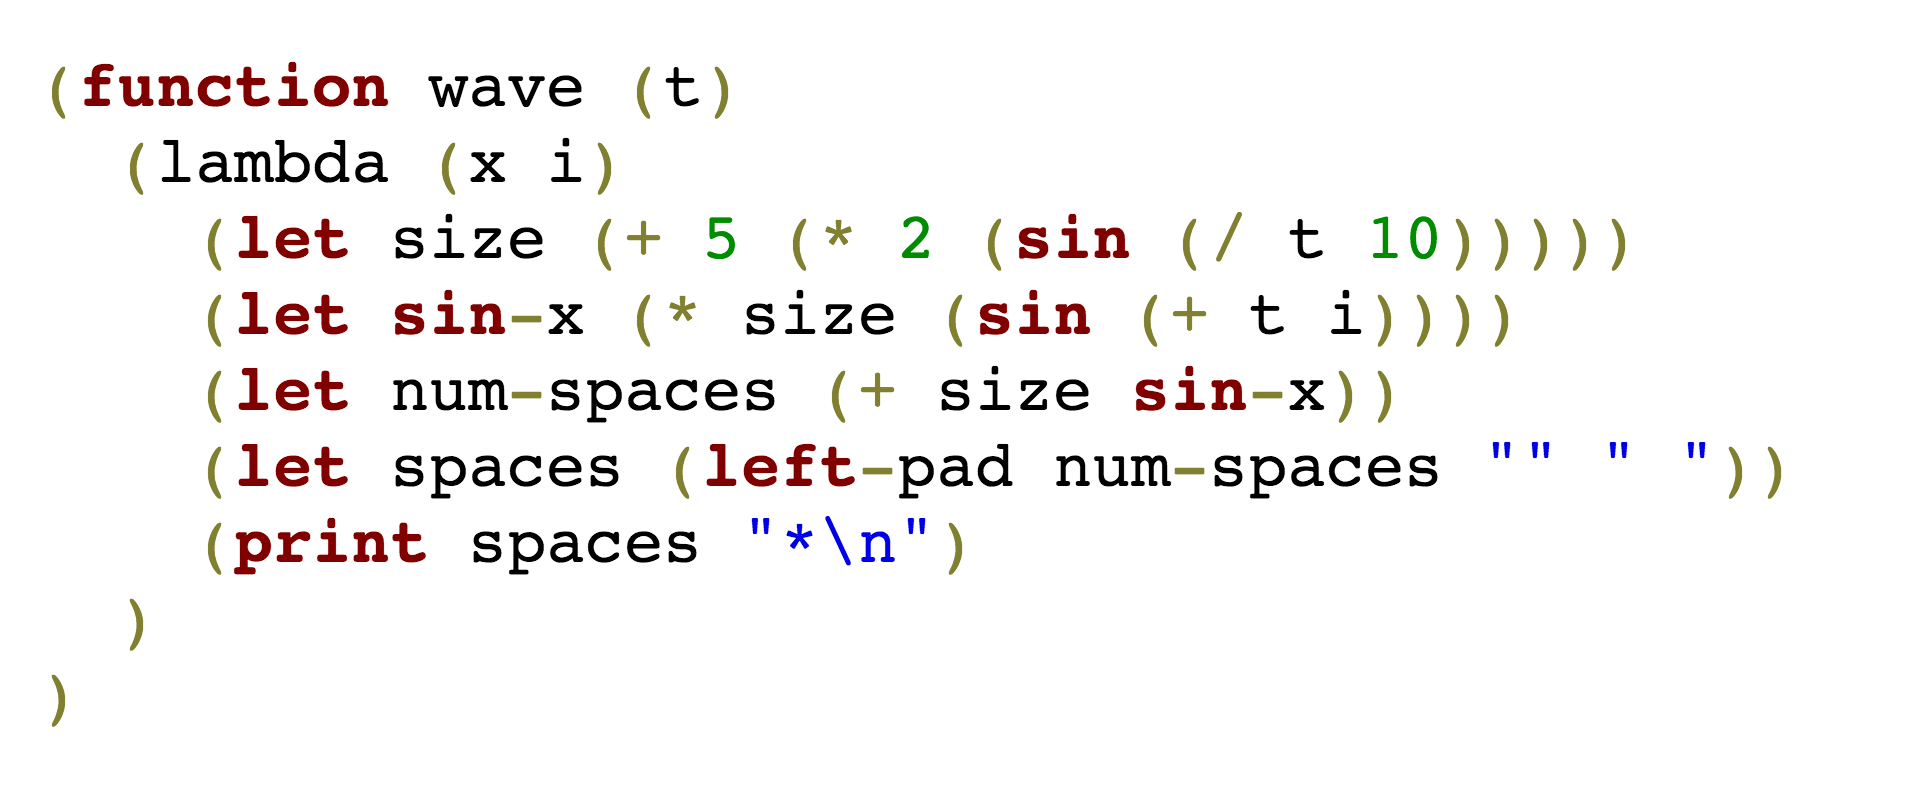 (function wave (t)
  (lambda (x i)
    (let size (+ 5 (* 2 (sin (/ t 10)))))
    (let sin-x (* size (sin (+ t i))))
    (let num-spaces (+ size sin-x))
    (let spaces (left-pad num-spaces "" " "))
    (print spaces "*\n")
  )
)